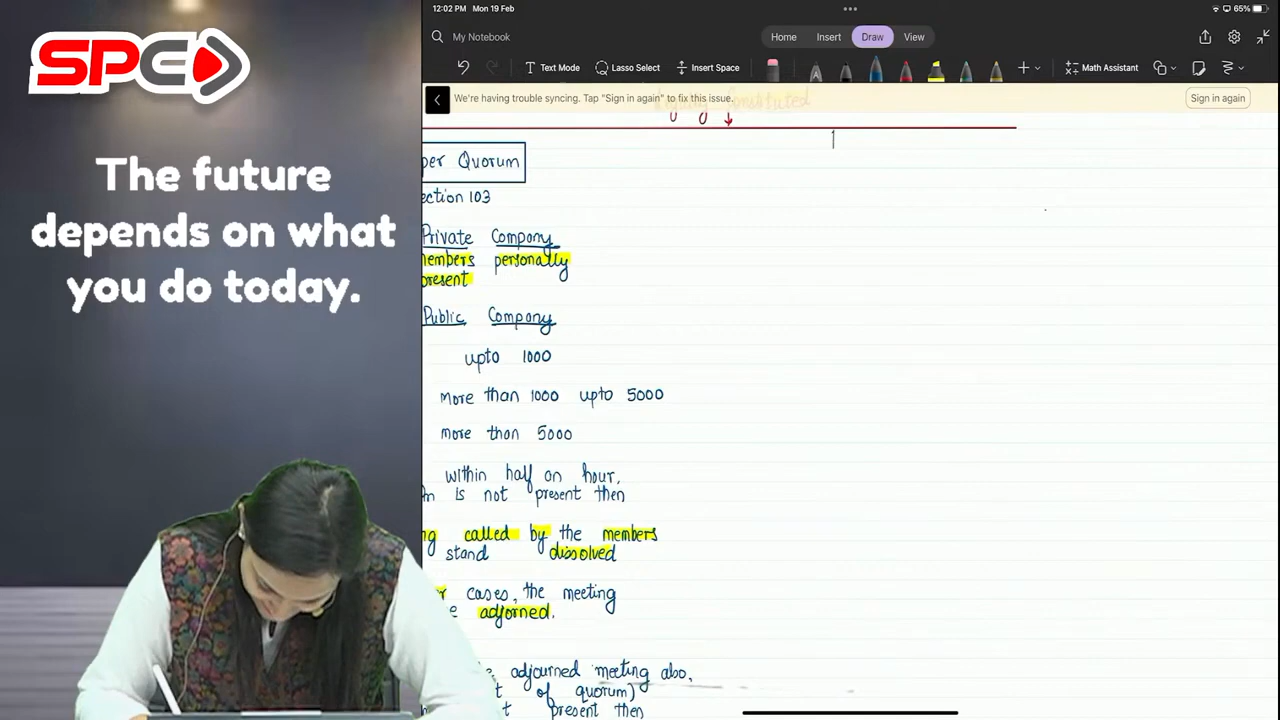 SPE
The future
depends on what
you do today.
12:02 PM Mon 19 Feb
65%
My Notebook
Home Insert Draw View
Text Mode Lasso Select Insert Space Math Assistant
We're having trouble syncing. Tap "Sign in again" to fix this issue.
Sign in again
Constituted
per Quorum
ection 103
Private Company
members personally
present
Public Company
upto 1000
more than 1000 upto 5000
more than 5000
within half an hour,
m is not present then
ng called by the members
stand dissolved
r cases, the meeting
e adjorned.
adjourned meeting also,
t of quorum)
t present then